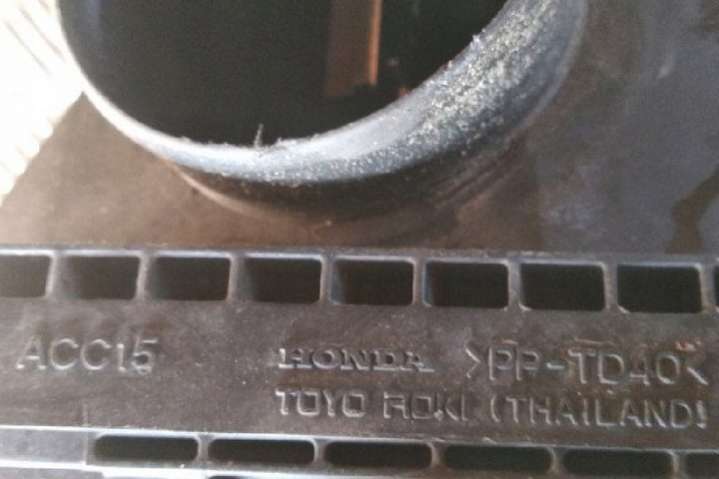 ACC15 HONDA >PP-TD40<
TOYO ROKI (THAILAND)